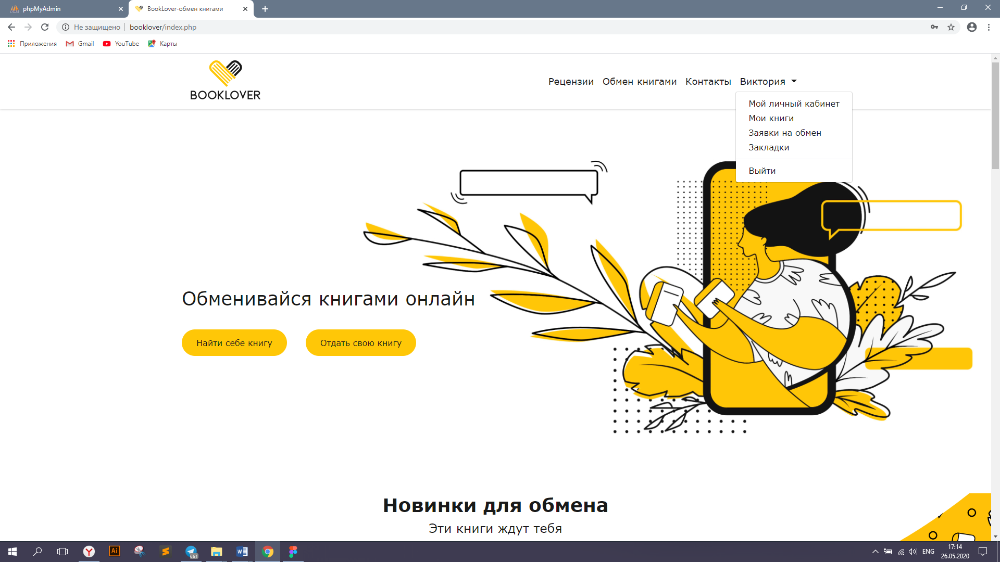 phpMyAdmin
BookLover-обмен книгами
Не защищено
booklover/index.php
Приложения
Gmail
YouTube
Карты
BOOKLOVER
Рецензии
Обмен книгами
Контакты
Виктория
Мой личный кабинет
Мои книги
Заявки на обмен
Закладки
Выйти
Обменивайся книгами онлайн
Найти себе книгу
Отдать свою книгу
Новинки для обмена
Эти книги ждут тебя
Ai
661
ENG
17:14
26.05.2020